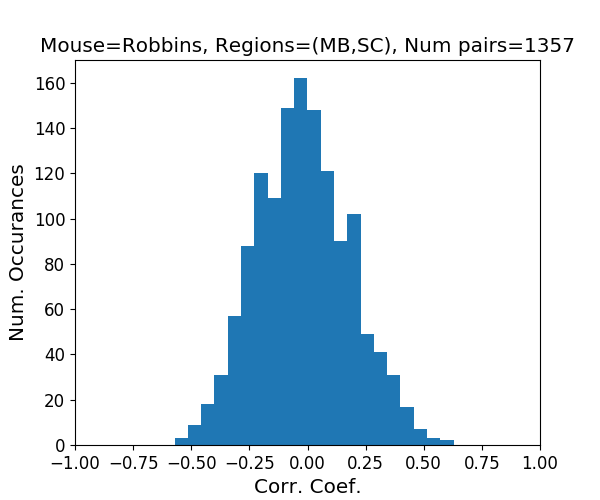 Mouse=Robbins, Regions=(MB,SC), Num pairs=1357
160
140
120
100
80
60
40
20
0
Num. Occurances
−1.00 −0.75 −0.50 −0.25 0.00 0.25 0.50 0.75 1.00
Corr. Coef.